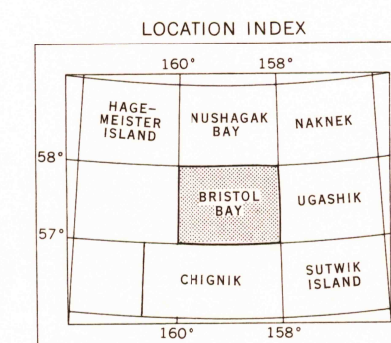 LOCATION INDEX
160° 158°
HAGE-
MEISTER
ISLAND
NUSHAGAK
BAY
NAKNEK
58°
BRISTOL
BAY
UGASHIK
57°
CHIGNIK
SUTWIK
ISLAND
160° 158°